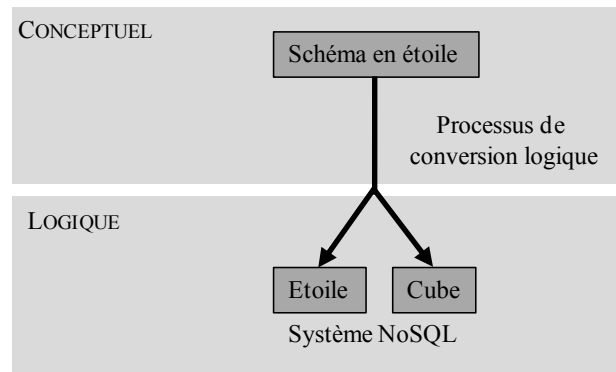 CONCEPTUEL
Schéma en étoile
Processus de
conversion logique
LOGIQUE
Etoile
Cube
Système NoSQL